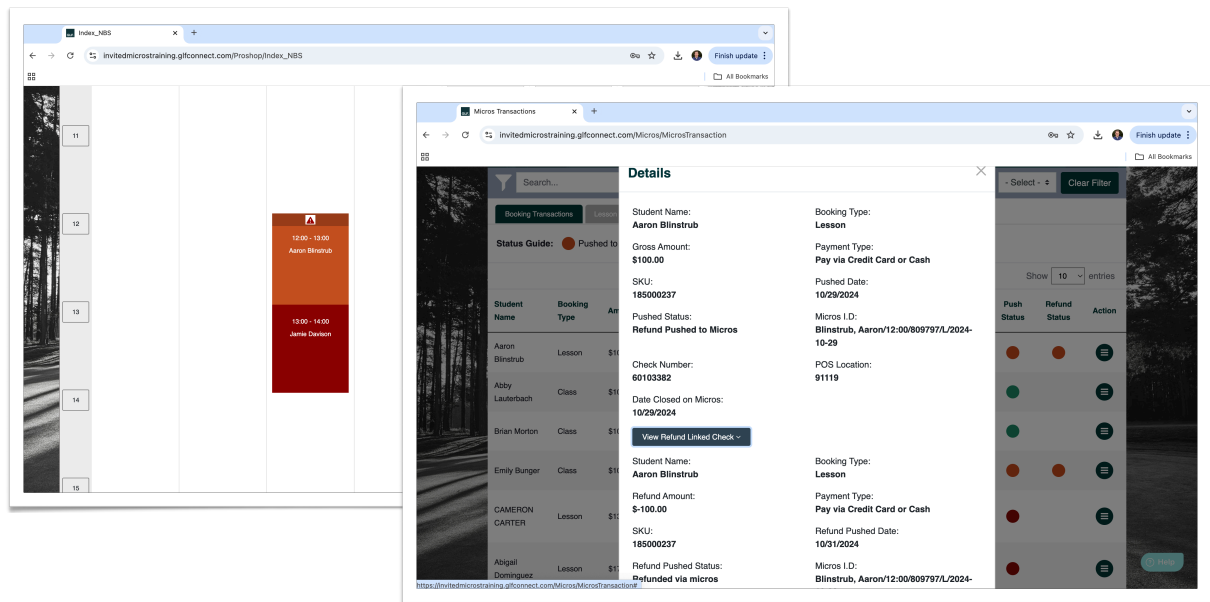 Index_NBS
invitedmicrostraining.glfconnect.com/Proshop/Index_NBS
Finish update
All Bookmarks
11
12
12:00 - 13:00
Aaron Blinstrub
13
13:00 - 14:00
Jamie Davison
14
15
Micros Transactions
invitedmicrostraining.glfconnect.com/Micros/MicrosTransaction
Finish update
All Bookmarks
Search...
- Select -
Clear Filter
Booking Transactions
Lesson
Status Guide:
Pushed to
Show 10 entries
Student Name
Booking Type
Push Status
Refund Status
Action
Aaron Blinstrub
Lesson
Abby Lauterbach
Class
Brian Morton
Class
Emily Bunger
Class
CAMERON CARTER
Lesson
Abigail Dominguez
Lesson
Help
Details
Student Name:
Aaron Blinstrub
Booking Type:
Lesson
Gross Amount:
$100.00
Payment Type:
Pay via Credit Card or Cash
SKU:
185000237
Pushed Date:
10/29/2024
Pushed Status:
Refund Pushed to Micros
Micros I.D:
Blinstrub, Aaron/12:00/809797/L/2024-
10-29
Check Number:
60103382
POS Location:
91119
Date Closed on Micros:
10/29/2024
View Refund Linked Check
Student Name:
Aaron Blinstrub
Booking Type:
Lesson
Refund Amount:
$-100.00
Payment Type:
Pay via Credit Card or Cash
SKU:
185000237
Refund Pushed Date:
10/31/2024
Refund Pushed Status:
Refunded via micros
Micros I.D:
Blinstrub, Aaron/12:00/809797/L/2024-
https://invitedmicrostraining.glfconnect.com/Micros/MicrosTransaction#